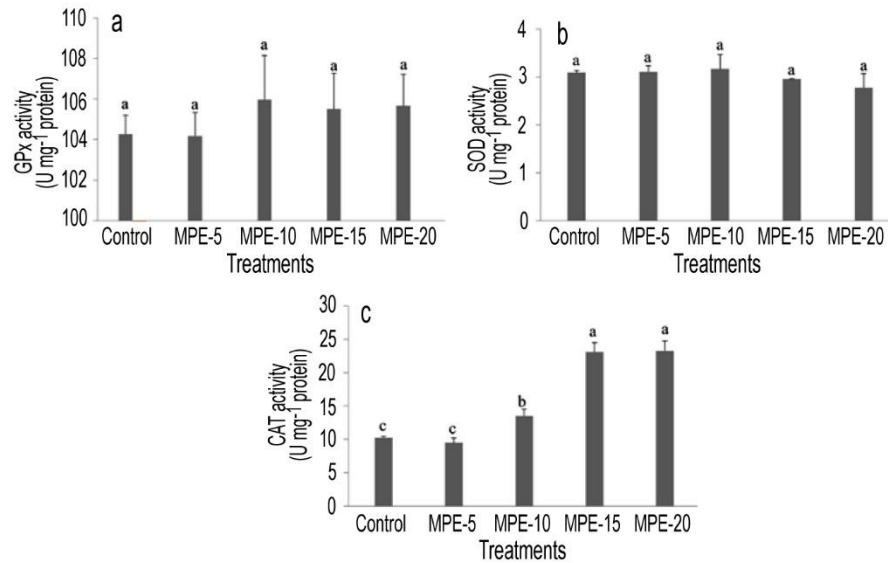 a
110
108
106
104
102
100
GPx activity
(U mg-1 protein)
a
a
a
a
a
Control MPE-5 MPE-10 MPE-15 MPE-20
Treatments
b
4
3
2
1
0
SOD activity
(U mg-1 protein)
a
a
a
a
a
Control MPE-5 MPE-10 MPE-15 MPE-20
Treatments
c
30
25
20
15
10
5
0
CAT activity
(U mg-1 protein)
c
c
b
a
a
Control MPE-5 MPE-10 MPE-15 MPE-20
Treatments